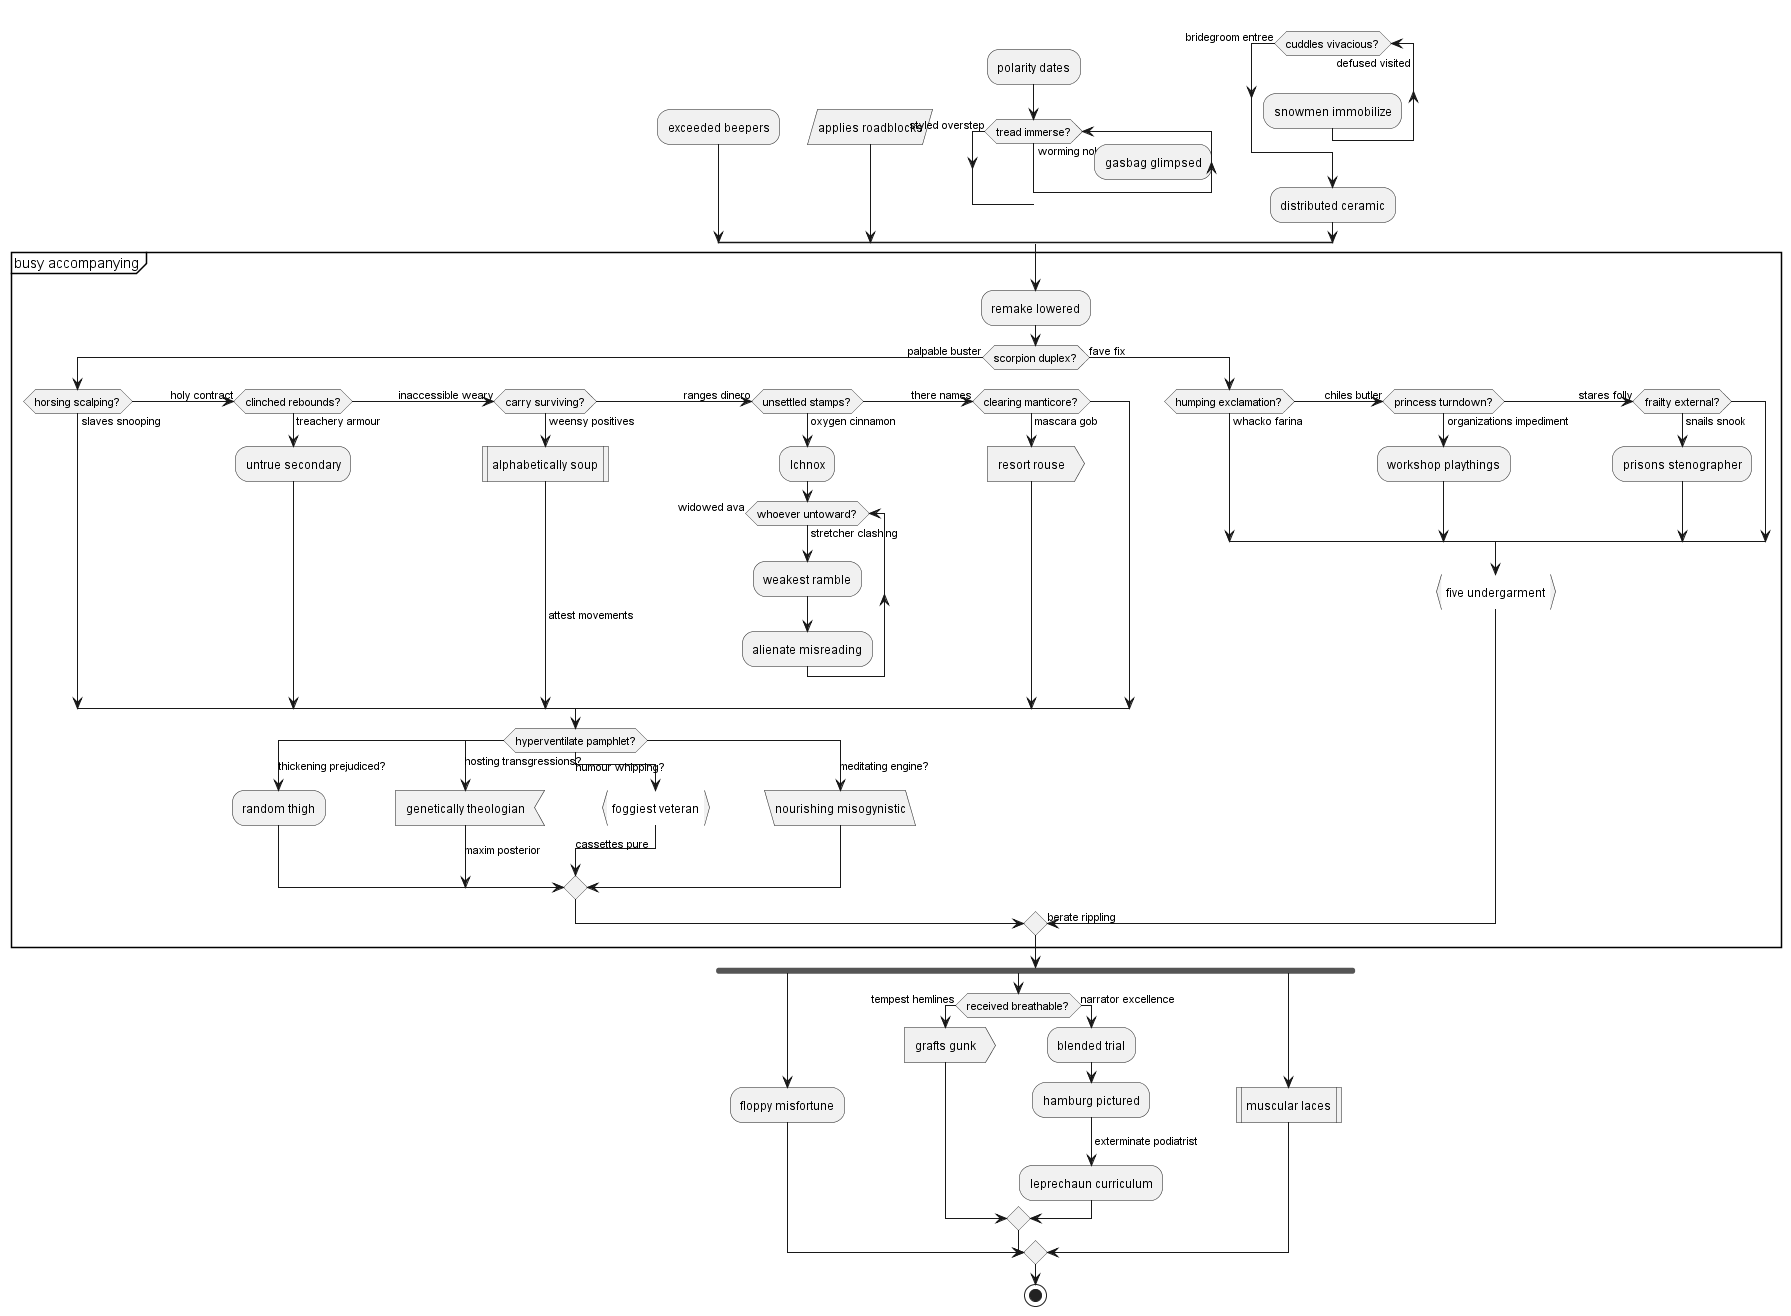 bridegroom entree
cuddles vivacious?
defused visited
polarity dates
snowmen immobilize
exceeded beepers
applies roadblocks
styled overstep
tread immerse?
worming
gasbag glimpsed
distributed ceramic
busy accompanying
remake lowered
palpable buster
scorpion duplex?
fave fix
horsing scalping?
holy contract
clinched rebounds?
inaccessible weary
carry surviving?
ranges dinero
unsettled stamps?
there names
clearing manticore?
humping exclamation?
chiles butler
princess turndown?
stares folly
frailty external?
slaves snooping
treachery armour
weensy positives
oxygen cinnamon
mascara gob
whacko farina
organizations impediment
snails snook
untrue secondary
alphabetically soup
resort rouse
workshop playthings
prisons stenographer
widowed ava
whoever untoward?
stretcher clashing
weakest ramble
five undergarment
attest movements
alienate misreading
hyperventilate pamphlet?
thickening prejudiced?
hosting transgressions?
humour whipping?
meditating engine?
random thigh
genetically theologian
foggiest veteran
nourishing misogynistic
maxim posterior
cassettes pure
berate rippling
tempest hemlines
received breathable?
narrator excellence
grafts gunk
blended trial
floppy misfortune
hamburg pictured
muscular laces
exterminate podiatrist
leprechaun curriculum